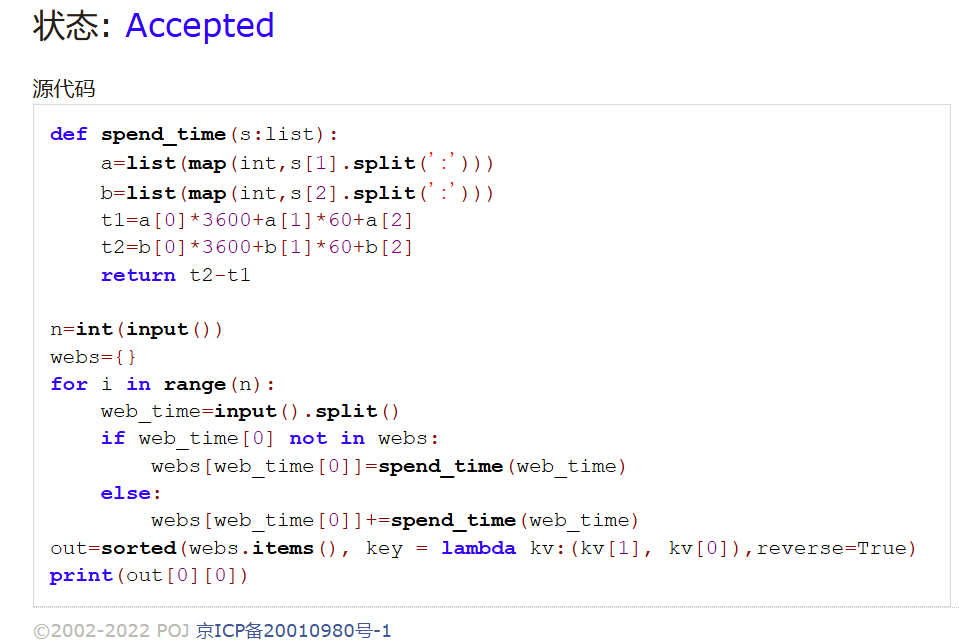 状态: Accepted
源代码
def spend_time(s:list):
    a=list(map(int,s[1].split(':')))
    b=list(map(int,s[2].split(':')))
    t1=a[0]*3600+a[1]*60+a[2]
    t2=b[0]*3600+b[1]*60+b[2]
    return t2-t1
n=int(input())
webs={}
for i in range(n):
    web_time=input().split()
    if web_time[0] not in webs:
        webs[web_time[0]]=spend_time(web_time)
    else:
        webs[web_time[0]]+=spend_time(web_time)
out=sorted(webs.items(), key = lambda kv:(kv[1], kv[0]),reverse=True)
print(out[0][0])
©2002-2022 POJ 京ICP备20010980号-1